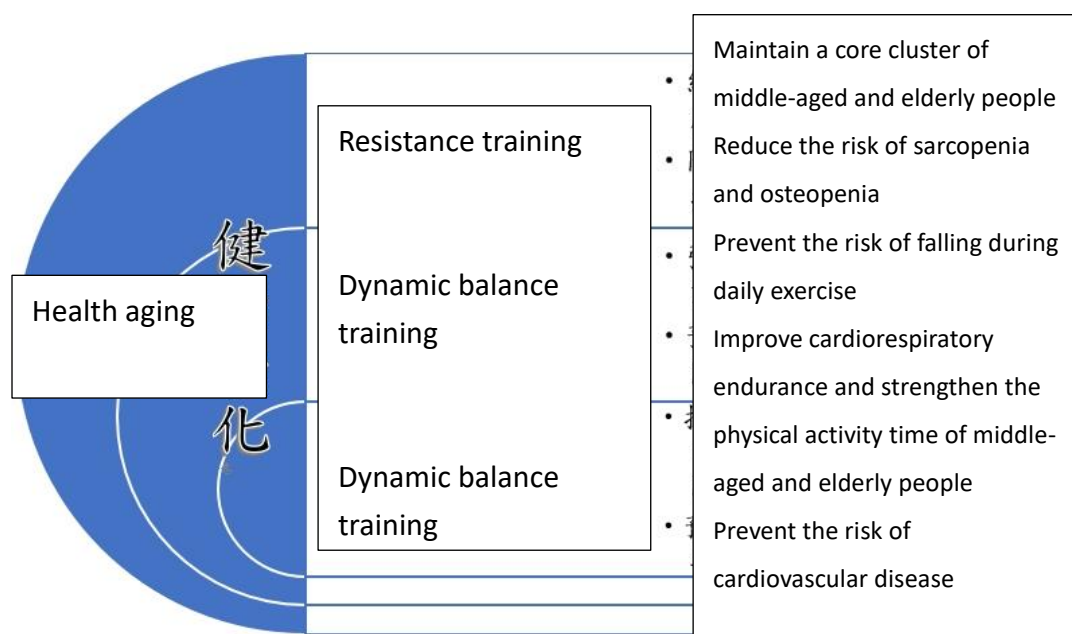 健
化
Health aging
Resistance training
Dynamic balance
training
Dynamic balance
training
Maintain a core cluster of
middle-aged and elderly people
Reduce the risk of sarcopenia
and osteopenia
Prevent the risk of falling during
daily exercise
Improve cardiorespiratory
endurance and strengthen the
physical activity time of middle-
aged and elderly people
Prevent the risk of
cardiovascular disease